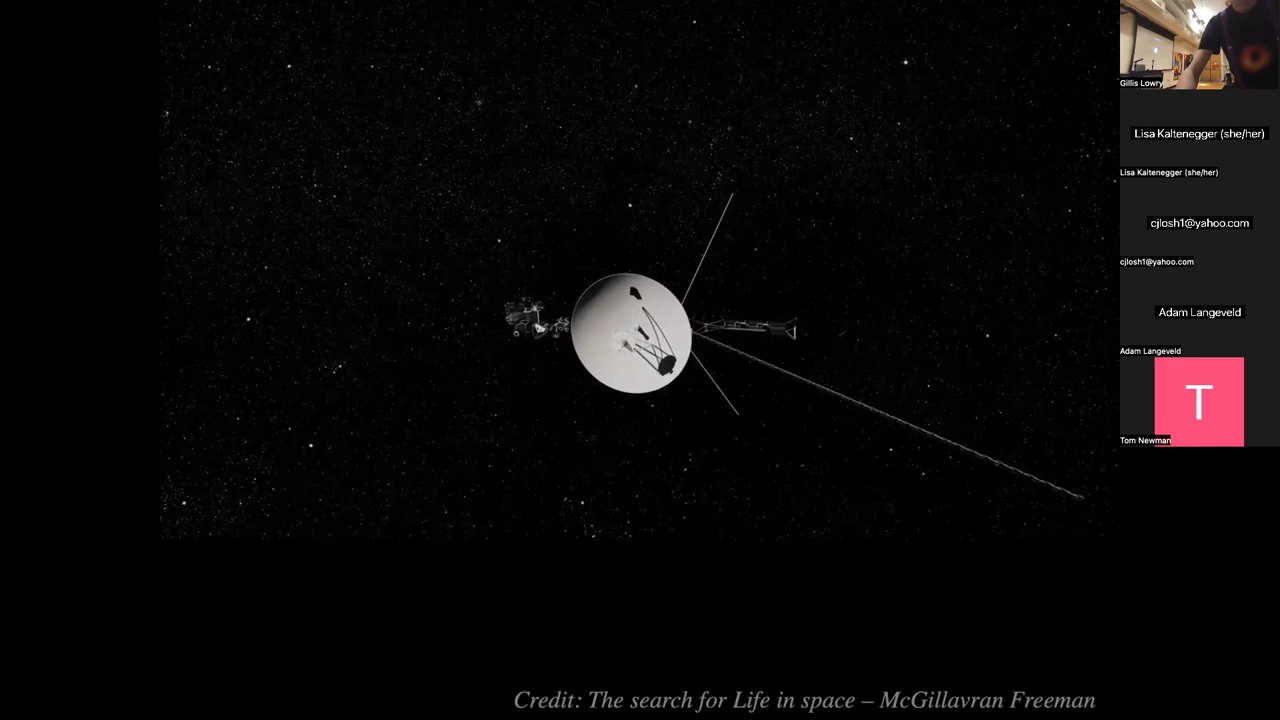 Gillis Lowry
Lisa Kaltenegger (she/her)
Lisa Kaltenegger (she/her)
cjlosh1@yahoo.com
cjlosh1@yahoo.com
Adam Langeveld
Adam Langeveld
T
Tom Newman
Credit: The search for Life in space – McGillavran Freeman